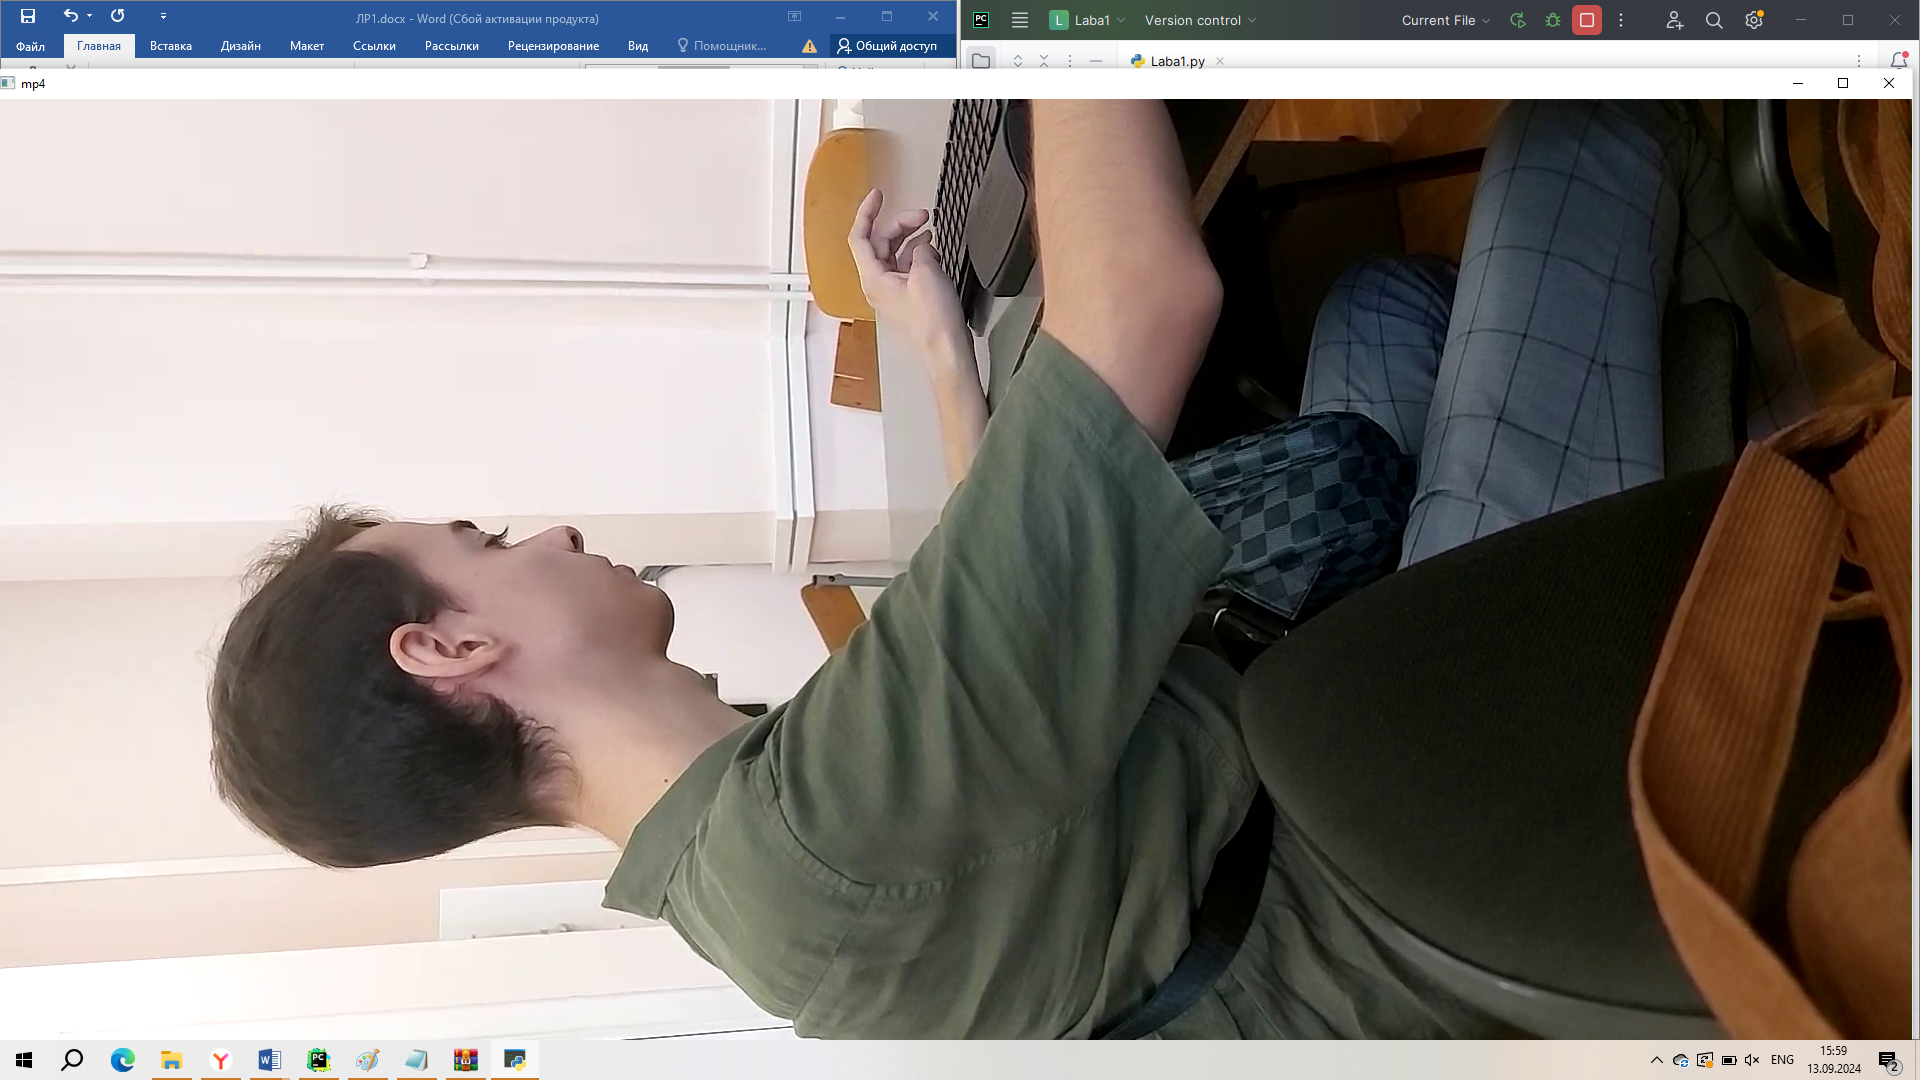 ЛР1.docx - Word (Сбой активации продукта)
Файл Главная Вставка Дизайн Макет Ссылки Рассылки Рецензирование Вид Помощник... Общий доступ
PC L Laba1 Version control Current File
Laba1.py
mp4
ENG 15:59
13.09.2024 2